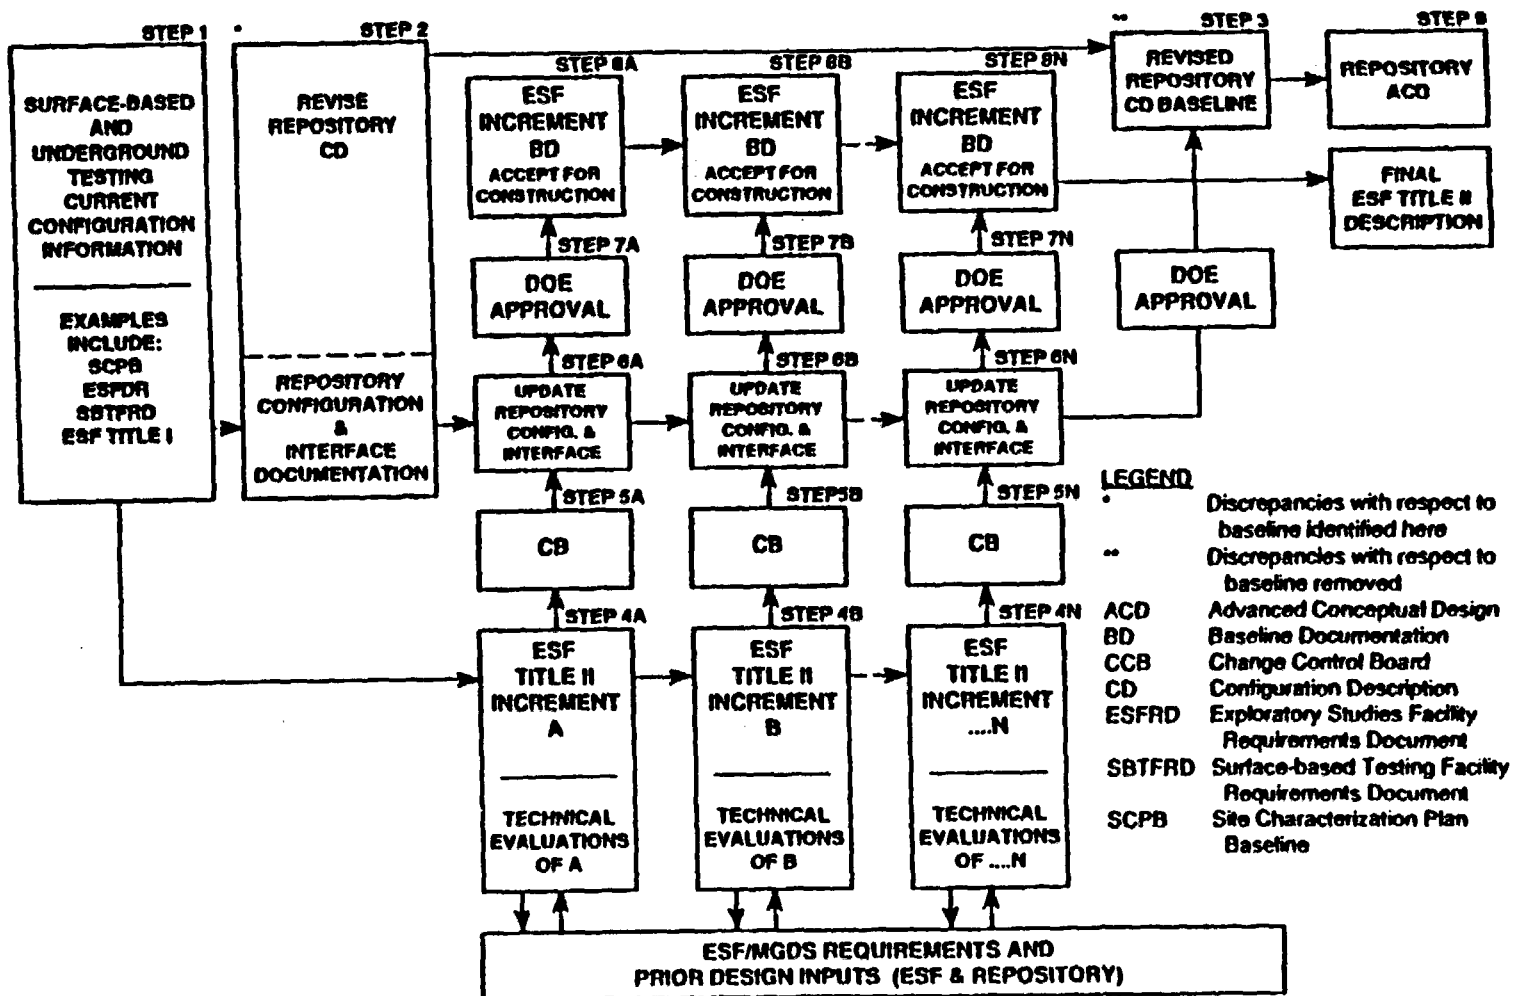 STEP 1
SURFACE-BASED
AND
UNDERGROUND
TESTING
CURRENT
CONFIGURATION
INFORMATION
EXAMPLES
INCLUDE:
SCPB
ESFDR
SBTFRD
ESF TITLE I
*
STEP 2
REVISE
REPOSITORY
CD
REPOSITORY
CONFIGURATION
&
INTERFACE
DOCUMENTATION
STEP 8A
ESF
INCREMENT
BD
ACCEPT FOR
CONSTRUCTION
STEP 7A
DOE
APPROVAL
STEP 6A
UPDATE
REPOSITORY
CONFIG. &
INTERFACE
STEP 5A
CB
STEP 4A
ESF
TITLE II
INCREMENT
A
TECHNICAL
EVALUATIONS
OF A
STEP 8B
ESF
INCREMENT
BD
ACCEPT FOR
CONSTRUCTION
STEP 7B
DOE
APPROVAL
STEP 6B
UPDATE
REPOSITORY
CONFIG. &
INTERFACE
STEP5B
CB
STEP 4B
ESF
TITLE II
INCREMENT
B
TECHNICAL
EVALUATIONS
OF B
STEP 8N
ESF
INCREMENT
BD
ACCEPT FOR
CONSTRUCTION
STEP 7N
DOE
APPROVAL
STEP 6N
UPDATE
REPOSITORY
CONFIG. &
INTERFACE
STEP 5N
CB
STEP 4N
ESF
TITLE II
INCREMENT
....N
TECHNICAL
EVALUATIONS
OF ....N
**
STEP 3
REVISED
REPOSITORY
CD BASELINE
DOE
APPROVAL
STEP 9
REPOSITORY
ACD
FINAL
ESF TITLE II
DESCRIPTION
ESF/MGDS REQUIREMENTS AND
PRIOR DESIGN INPUTS (ESF & REPOSITORY)
LEGEND
* Discrepancies with respect to
baseline identified here
** Discrepancies with respect to
baseline removed
ACD Advanced Conceptual Design
BD Baseline Documentation
CCB Change Control Board
CD Configuration Description
ESFRD Exploratory Studies Facility
Requirements Document
SBTFRD Surface-based Testing Facility
Requirements Document
SCPB Site Characterization Plan
Baseline